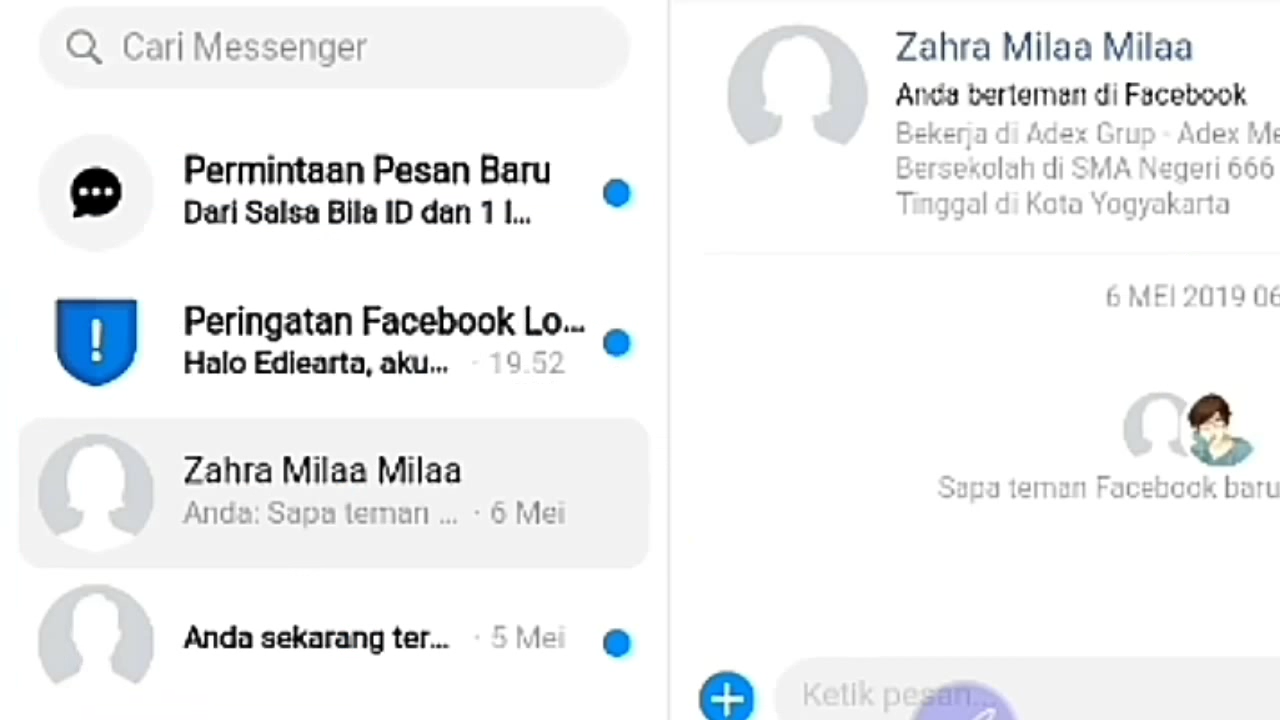 Cari Messenger
Permintaan Pesan Baru
Dari Salsa Bila ID dan 1 l...
Peringatan Facebook Lo...
Halo Ediearta, aku... · 19.52
Zahra Milaa Milaa
Anda: Sapa teman ... · 6 Mei
Anda sekarang ter... · 5 Mei
Zahra Milaa Milaa
Anda berteman di Facebook
Bekerja di Adex Grup - Adex Me
Bersekolah di SMA Negeri 666
Tinggal di Kota Yogyakarta
6 MEI 2019 06
Sapa teman Facebook baru
Ketik pesan...